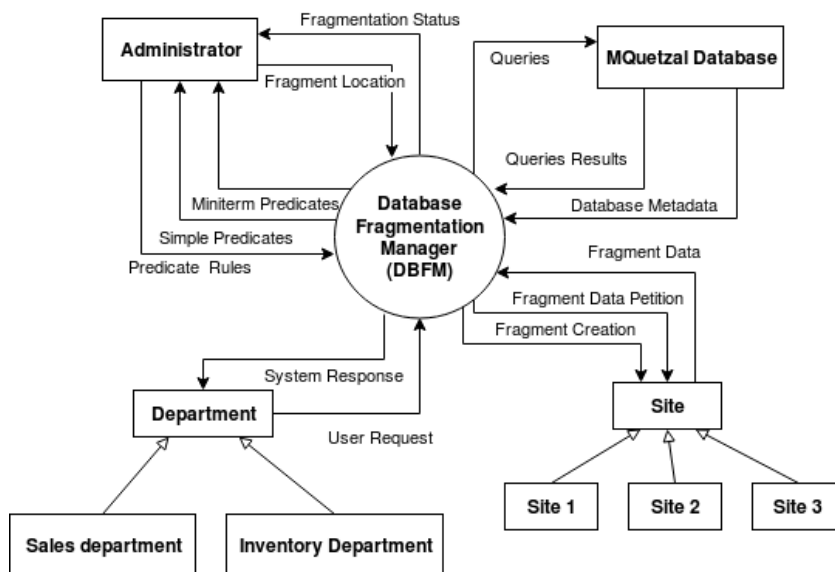 Fragmentation Status
Administrator
Queries
MQuetzal Database
Fragment Location
Queries Results
Miniterm Predicates
Database
Fragmentation
Manager
(DBFM)
Database Metadata
Simple Predicates
Predicate Rules
Fragment Data
Fragment Data Petition
Fragment Creation
System Response
Department
User Request
Site
Site 1
Site 2
Site 3
Sales department
Inventory Department